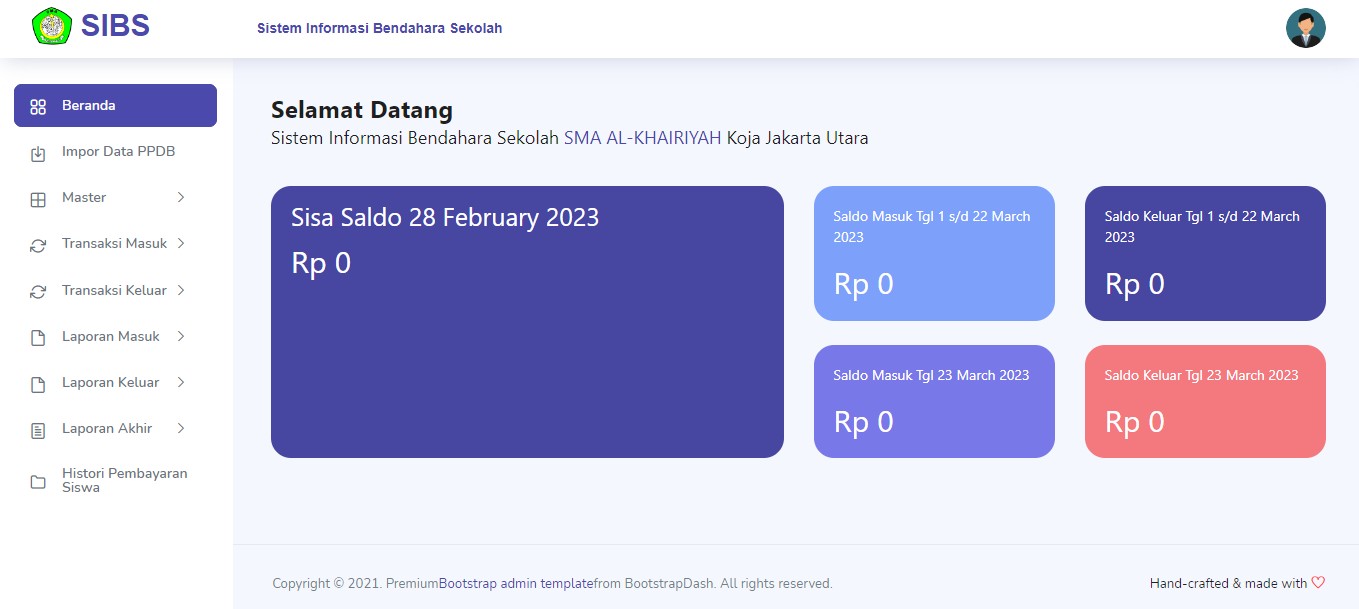 SIBS
Sistem Informasi Bendahara Sekolah
Beranda
Impor Data PPDB
Master
Transaksi Masuk
Transaksi Keluar
Laporan Masuk
Laporan Keluar
Laporan Akhir
Histori Pembayaran
Siswa
Selamat Datang
Sistem Informasi Bendahara Sekolah SMA AL-KHAIRIYAH Koja Jakarta Utara
Sisa Saldo 28 February 2023
Rp 0
Saldo Masuk Tgl 1 s/d 22 March
2023
Rp 0
Saldo Keluar Tgl 1 s/d 22 March
2023
Rp 0
Saldo Masuk Tgl 23 March 2023
Rp 0
Saldo Keluar Tgl 23 March 2023
Rp 0
Copyright © 2021. PremiumBootstrap admin templatefrom BootstrapDash. All rights reserved.
Hand-crafted & made with